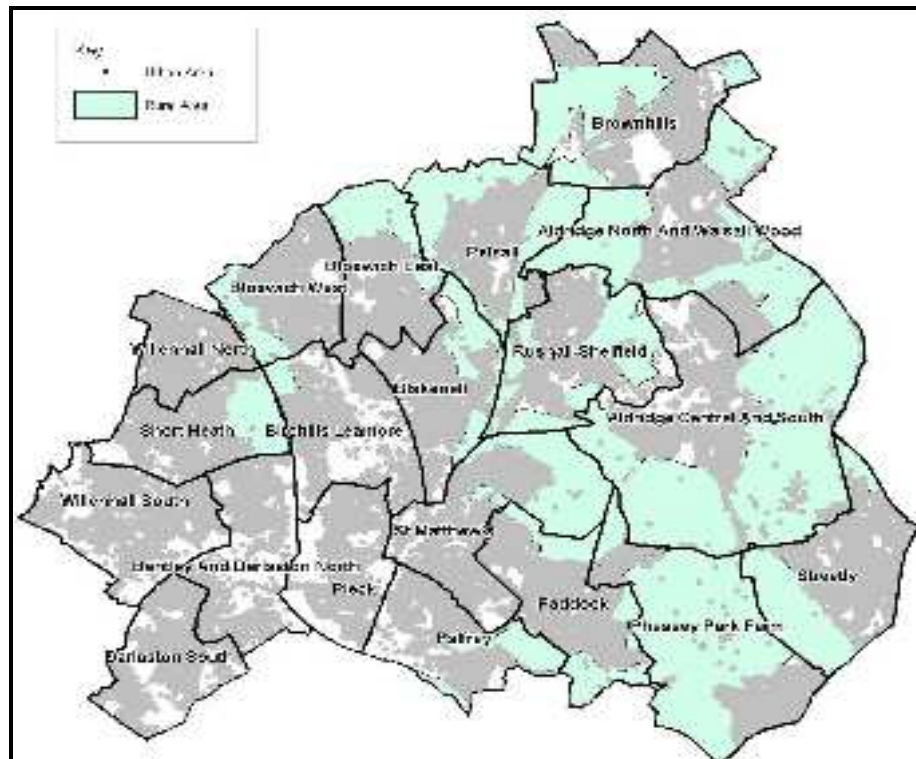 Key
Urban Area
Rural Area
Brownhills
Aldridge North And Walsall Wood
Pelsall
Bloxwich East
Bloxwich West
Willenhall North
Rushall-Shelfield
Blakenall
Aldridge Central And South
Short Heath
Birchills Leamore
Willenhall South
St Matthews
Bentley And Darlaston North
Streetly
Pleck
Paddock
Pheasey Park Farm
Palfrey
Darlaston South